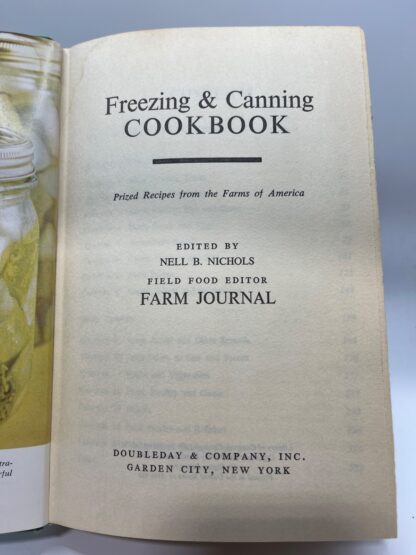 Freezing & Canning
COOKBOOK
Prized Recipes from the Farms of America
EDITED BY
NELL B. NICHOLS
FIELD FOOD EDITOR
FARM JOURNAL
DOUBLEDAY & COMPANY, INC.
GARDEN CITY, NEW YORK